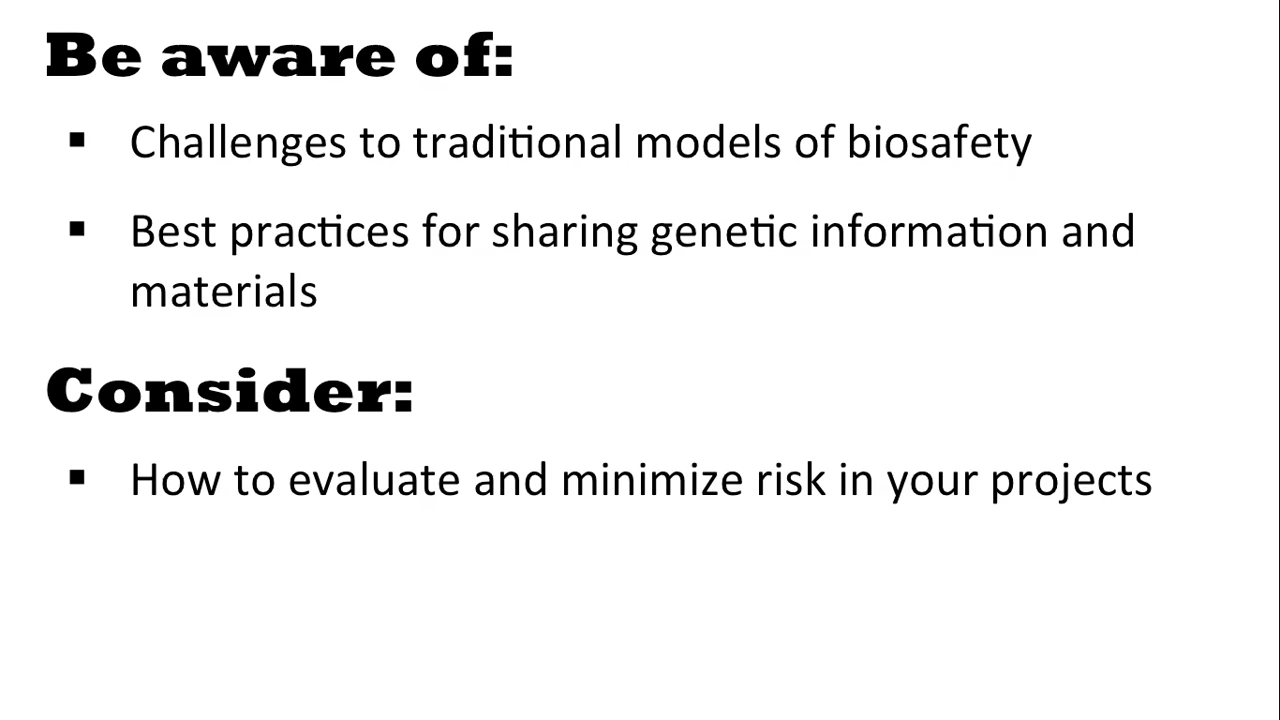 Be aware of:
▪ Challenges to traditional models of biosafety
▪ Best practices for sharing genetic information and
materials
Consider:
▪ How to evaluate and minimize risk in your projects